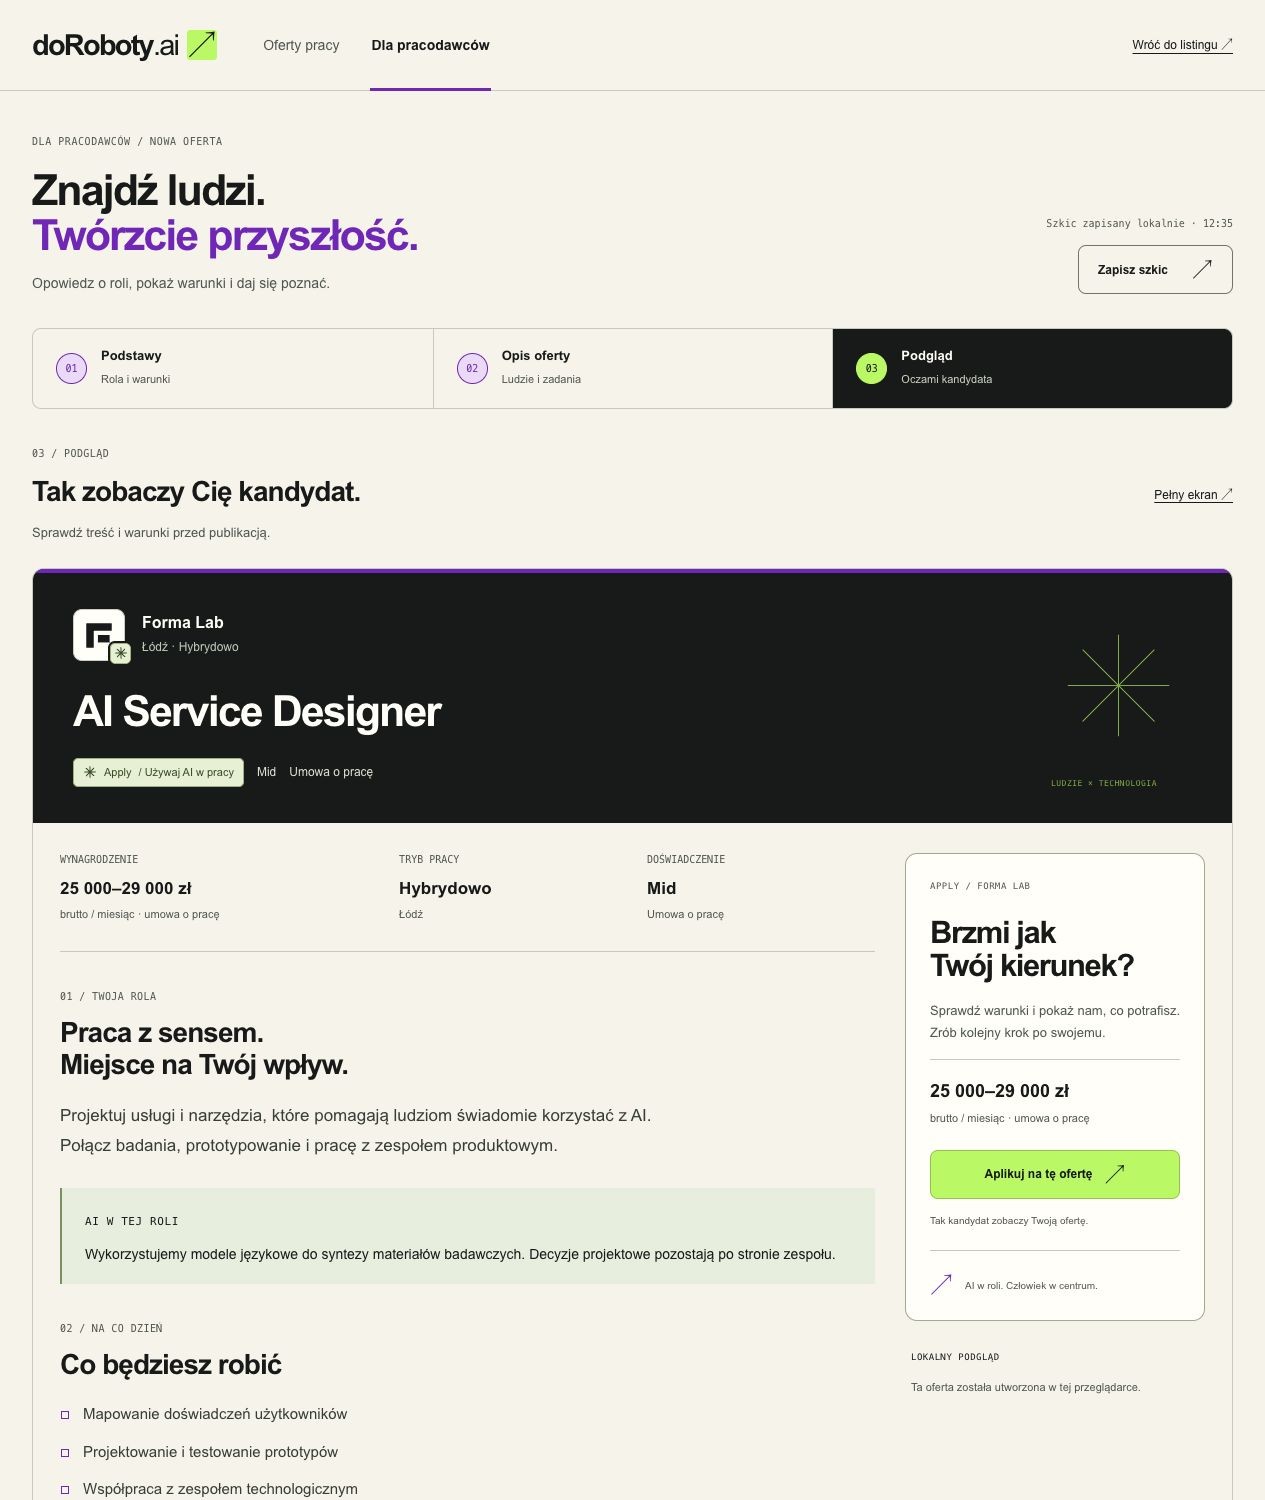 doRoboty.ai
Oferty pracy
Dla pracodawców
Wróć do listingu
DLA PRACODAWCÓW / NOWA OFERTA
Znajdź ludzi.
Twórzcie przyszłość.
Opowiedz o roli, pokaż warunki i daj się poznać.
Szkic zapisany lokalnie · 12:35
Zapisz szkic
01
Podstawy
Rola i warunki
02
Opis oferty
Ludzie i zadania
03
Podgląd
Oczami kandydata
03 / PODGLĄD
Tak zobaczy Cię kandydat.
Pełny ekran
Sprawdź treść i warunki przed publikacją.
Forma Lab
Łódź · Hybrydowo
AI Service Designer
Apply / Używaj AI w pracy
Mid
Umowa o pracę
LUDZIE × TECHNOLOGIA
WYNAGRODZENIE
25 000–29 000 zł
brutto / miesiąc · umowa o pracę
TRYB PRACY
Hybrydowo
Łódź
DOŚWIADCZENIE
Mid
Umowa o pracę
01 / TWOJA ROLA
Praca z sensem.
Miejsce na Twój wpływ.
Projektuj usługi i narzędzia, które pomagają ludziom świadomie korzystać z AI.
Połącz badania, prototypowanie i pracę z zespołem produktowym.
AI W TEJ ROLI
Wykorzystujemy modele językowe do syntezy materiałów badawczych. Decyzje projektowe pozostają po stronie zespołu.
02 / NA CO DZIEŃ
Co będziesz robić
Mapowanie doświadczeń użytkowników
Projektowanie i testowanie prototypów
Współpraca z zespołem technologicznym
APPLY / FORMA LAB
Brzmi jak
Twój kierunek?
Sprawdź warunki i pokaż nam, co potrafisz.
Zrób kolejny krok po swojemu.
25 000–29 000 zł
brutto / miesiąc · umowa o pracę
Aplikuj na tę ofertę
Tak kandydat zobaczy Twoją ofertę.
AI w roli. Człowiek w centrum.
LOKALNY PODGLĄD
Ta oferta została utworzona w tej przeglądarce.